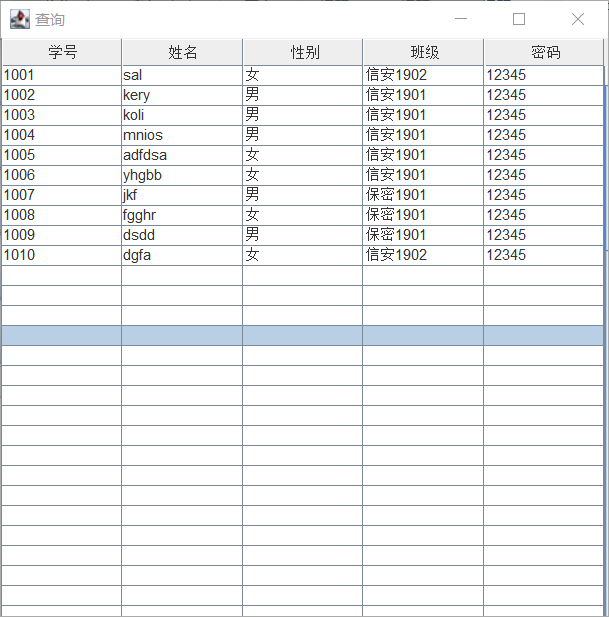 查询
学号 姓名 性别 班级 密码
1001 sal 女 信安1902 12345
1002 kery 男 信安1901 12345
1003 koli 男 信安1901 12345
1004 mnios 男 信安1901 12345
1005 adfdsa 女 信安1901 12345
1006 yhgbb 女 信安1901 12345
1007 jkf 男 保密1901 12345
1008 fgghr 女 保密1901 12345
1009 dsdd 男 保密1901 12345
1010 dgfa 女 信安1902 12345